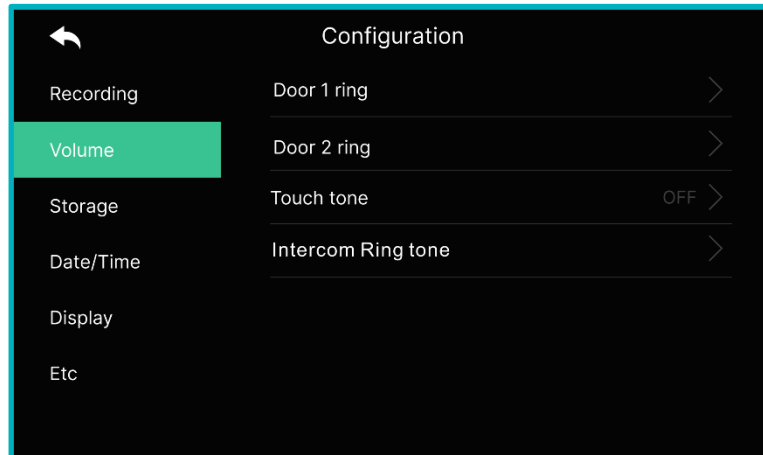 Configuration
Recording
Volume
Storage
Date/Time
Display
Etc
Door 1 ring
Door 2 ring
Touch tone OFF
Intercom Ring tone